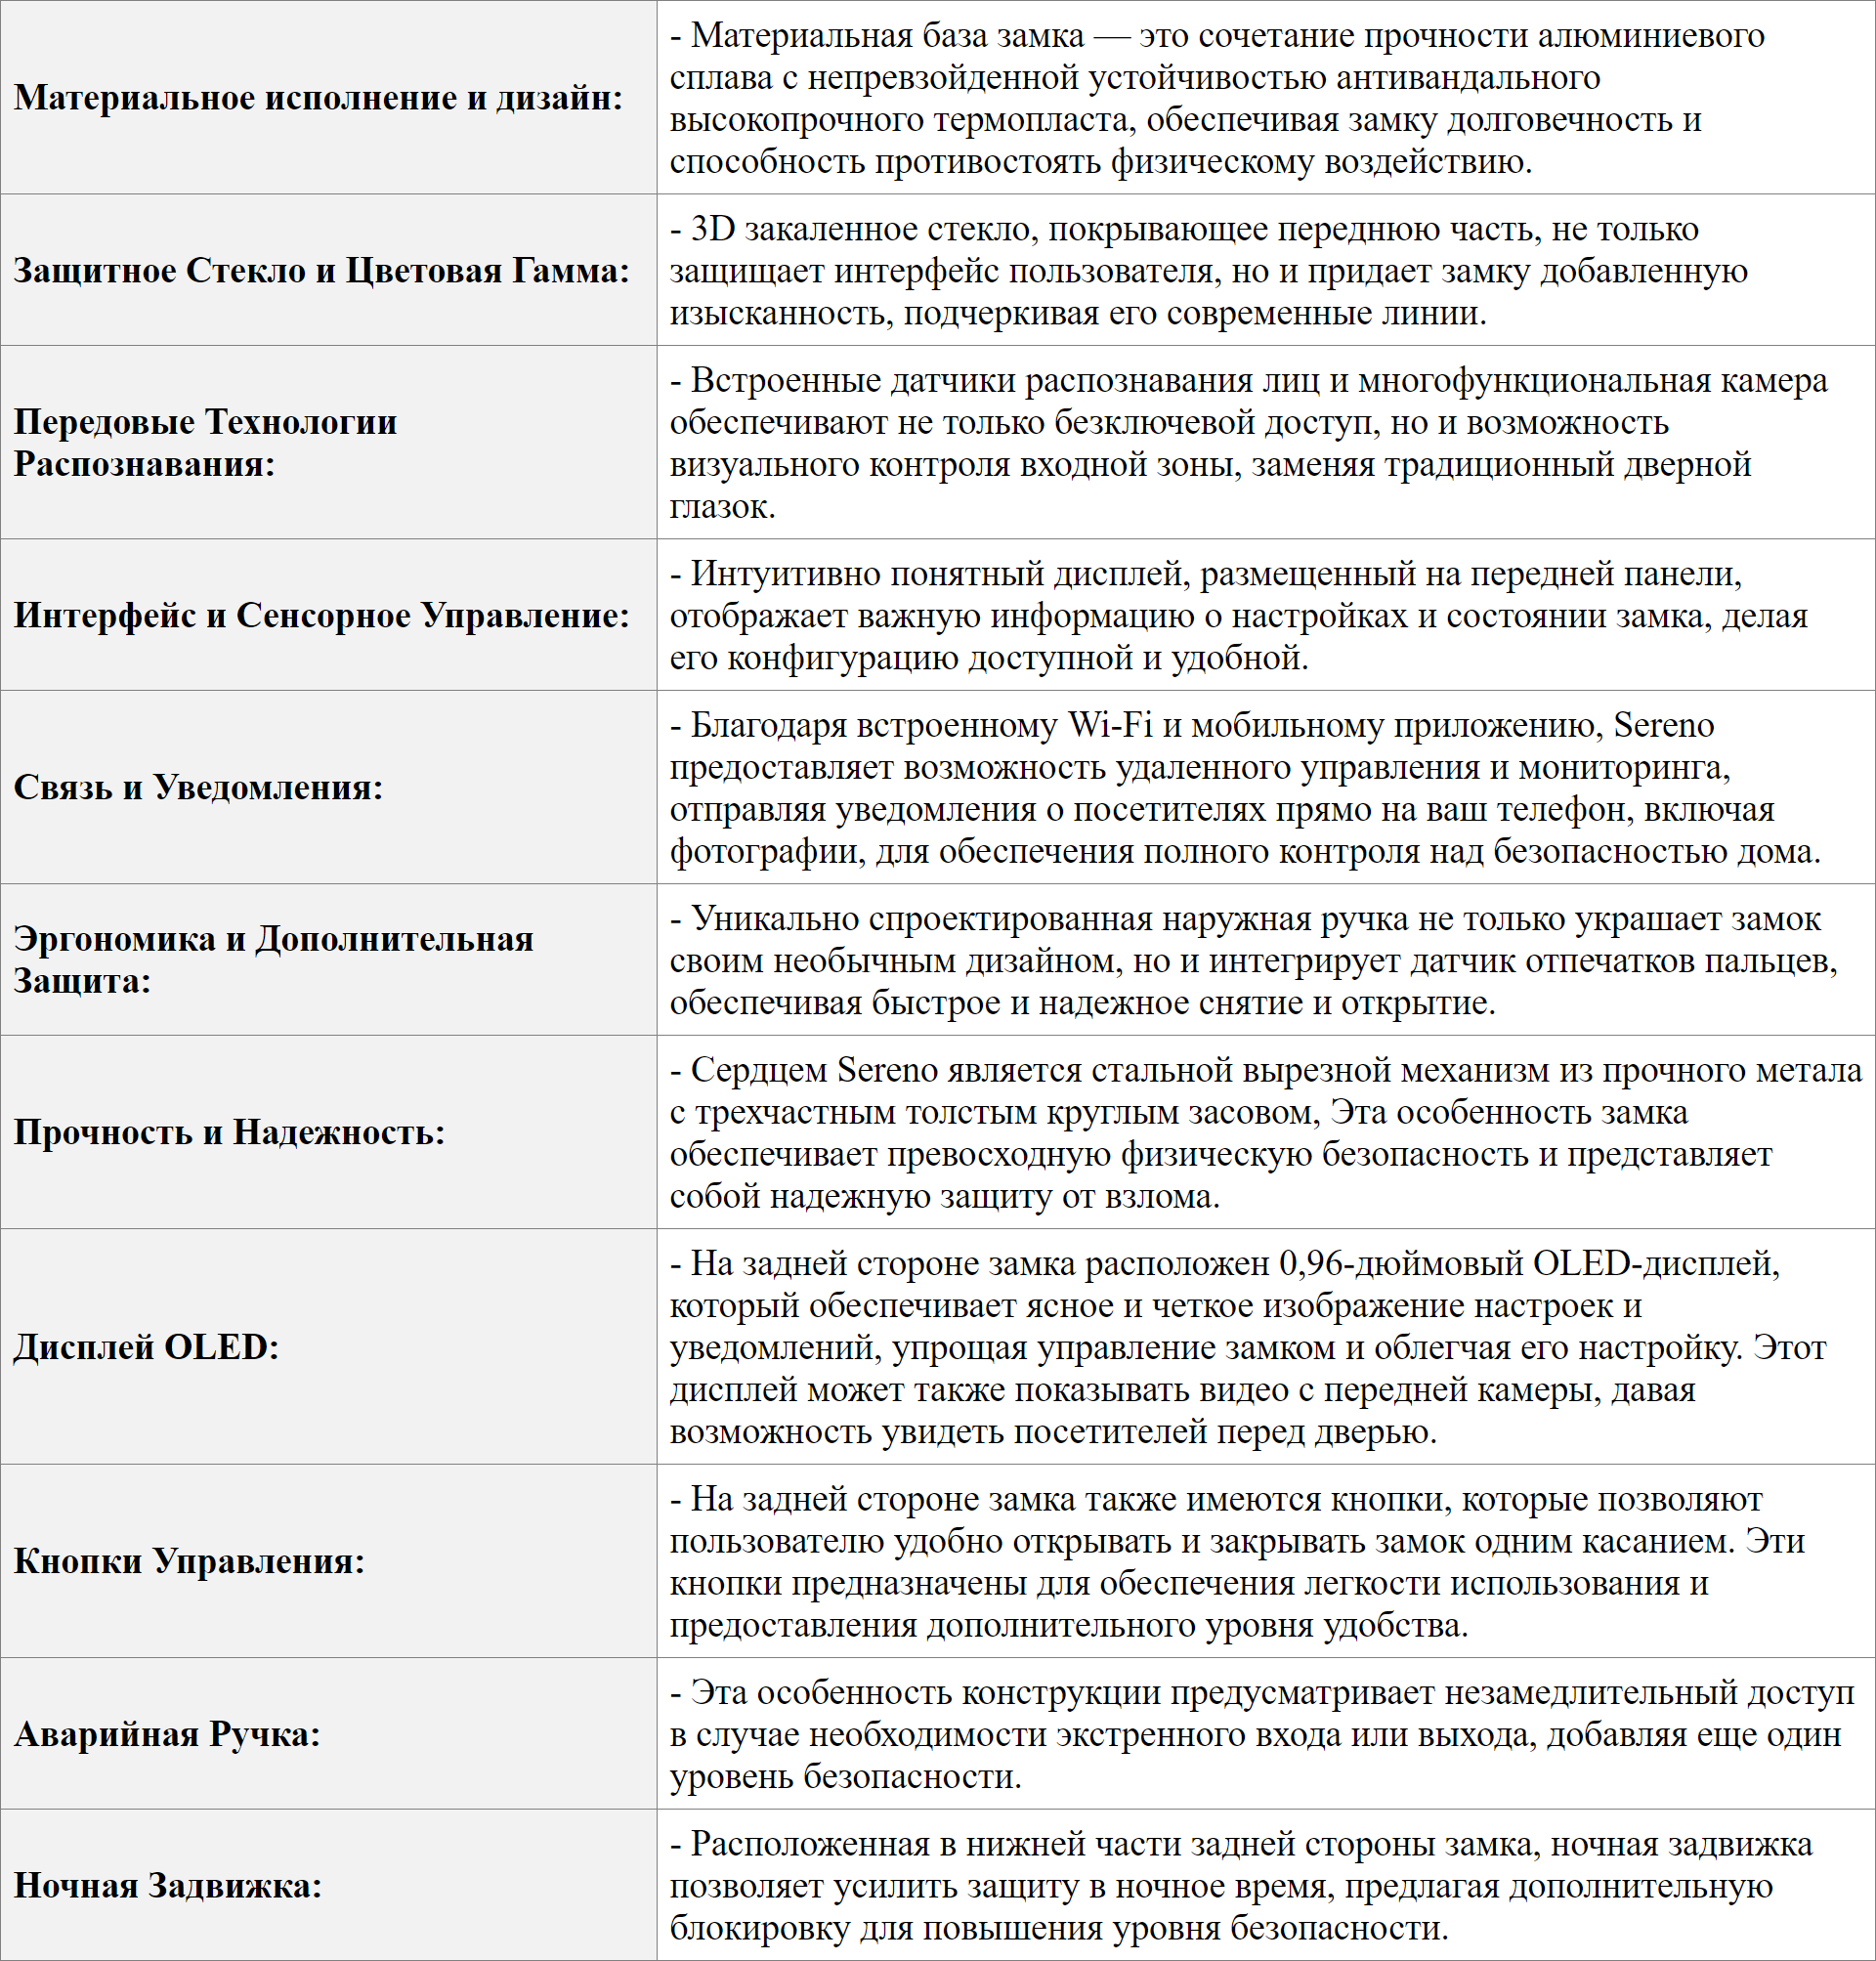 Материальное исполнение и дизайн:
- Материальная база замка — это сочетание прочности алюминиевого
сплава с непревзойденной устойчивостью антивандального
высокопрочного термопласта, обеспечивая замку долговечность и
способность противостоять физическому воздействию.
Защитное Стекло и Цветовая Гамма:
- 3D закаленное стекло, покрывающее переднюю часть, не только
защищает интерфейс пользователя, но и придает замку добавленную
изысканность, подчеркивая его современные линии.
Передовые Технологии
Распознавания:
- Встроенные датчики распознавания лиц и многофункциональная камера
обеспечивают не только безключевой доступ, но и возможность
визуального контроля входной зоны, заменяя традиционный дверной
глазок.
Интерфейс и Сенсорное Управление:
- Интуитивно понятный дисплей, размещенный на передней панели,
отображает важную информацию о настройках и состоянии замка, делая
его конфигурацию доступной и удобной.
Связь и Уведомления:
- Благодаря встроенному Wi-Fi и мобильному приложению, Sereno
предоставляет возможность удаленного управления и мониторинга,
отправляя уведомления о посетителях прямо на ваш телефон, включая
фотографии, для обеспечения полного контроля над безопасностью дома.
Эргономика и Дополнительная
Защита:
- Уникально спроектированная наружная ручка не только украшает замок
своим необычным дизайном, но и интегрирует датчик отпечатков пальцев,
обеспечивая быстрое и надежное снятие и открытие.
Прочность и Надежность:
- Сердцем Sereno является стальной вырезной механизм из прочного метала
с трехчастным толстым круглым засовом, Эта особенность замка
обеспечивает превосходную физическую безопасность и представляет
собой надежную защиту от взлома.
Дисплей OLED:
- На задней стороне замка расположен 0,96-дюймовый OLED-дисплей,
который обеспечивает ясное и четкое изображение настроек и
уведомлений, упрощая управление замком и облегчая его настройку. Этот
дисплей может также показывать видео с передней камеры, давая
возможность увидеть посетителей перед дверью.
Кнопки Управления:
- На задней стороне замка также имеются кнопки, которые позволяют
пользователю удобно открывать и закрывать замок одним касанием. Эти
кнопки предназначены для обеспечения легкости использования и
предоставления дополнительного уровня удобства.
Аварийная Ручка:
- Эта особенность конструкции предусматривает незамедлительный доступ
в случае необходимости экстренного входа или выхода, добавляя еще один
уровень безопасности.
Ночная Задвижка:
- Расположенная в нижней части задней стороны замка, ночная задвижка
позволяет усилить защиту в ночное время, предлагая дополнительную
блокировку для повышения уровня безопасности.